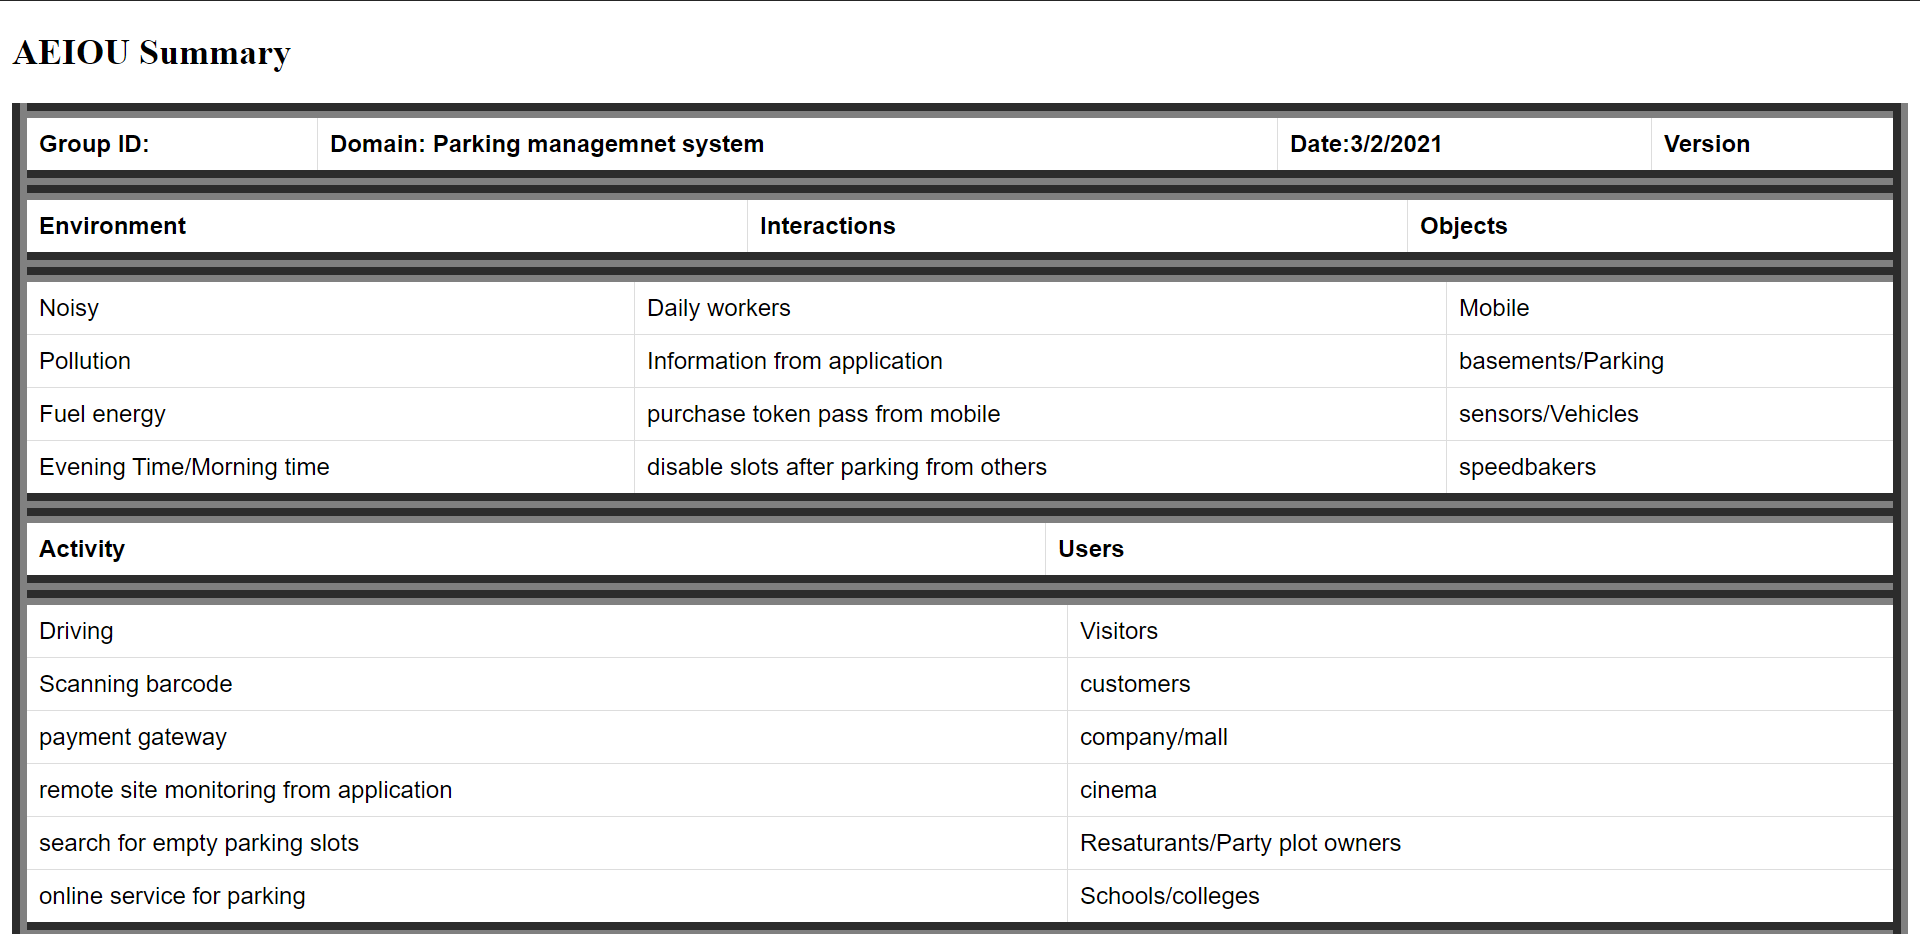 AEIOU Summary
Group ID: Domain: Parking managemnet system Date:3/2/2021 Version
Environment Interactions Objects
Noisy Daily workers Mobile
Pollution Information from application basements/Parking
Fuel energy purchase token pass from mobile sensors/Vehicles
Evening Time/Morning time disable slots after parking from others speedbakers
Activity Users
Driving Visitors
Scanning barcode customers
payment gateway company/mall
remote site monitoring from application cinema
search for empty parking slots Resaturants/Party plot owners
online service for parking Schools/colleges